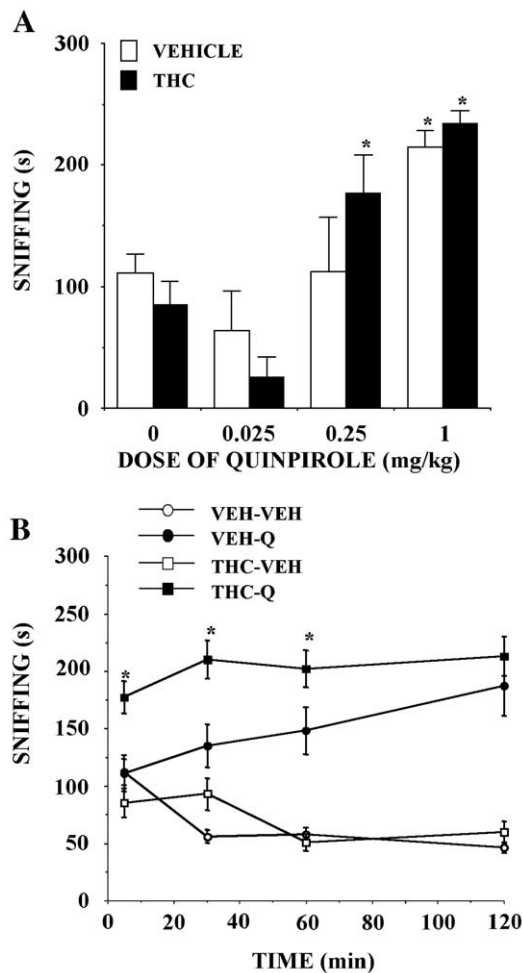 A
300
VEHICLE
THC
* *
*
200
SNIFFING (s)
100
0
0 0.025 0.25 1
DOSE OF QUINPIROLE (mg/kg)
VEH-VEH
B
VEH-Q
THC-VEH
300
THC-Q
250
* *
200
*
SNIFFING (s)
150
100
50
0
0 20 40 60 80 100 120
TIME (min)